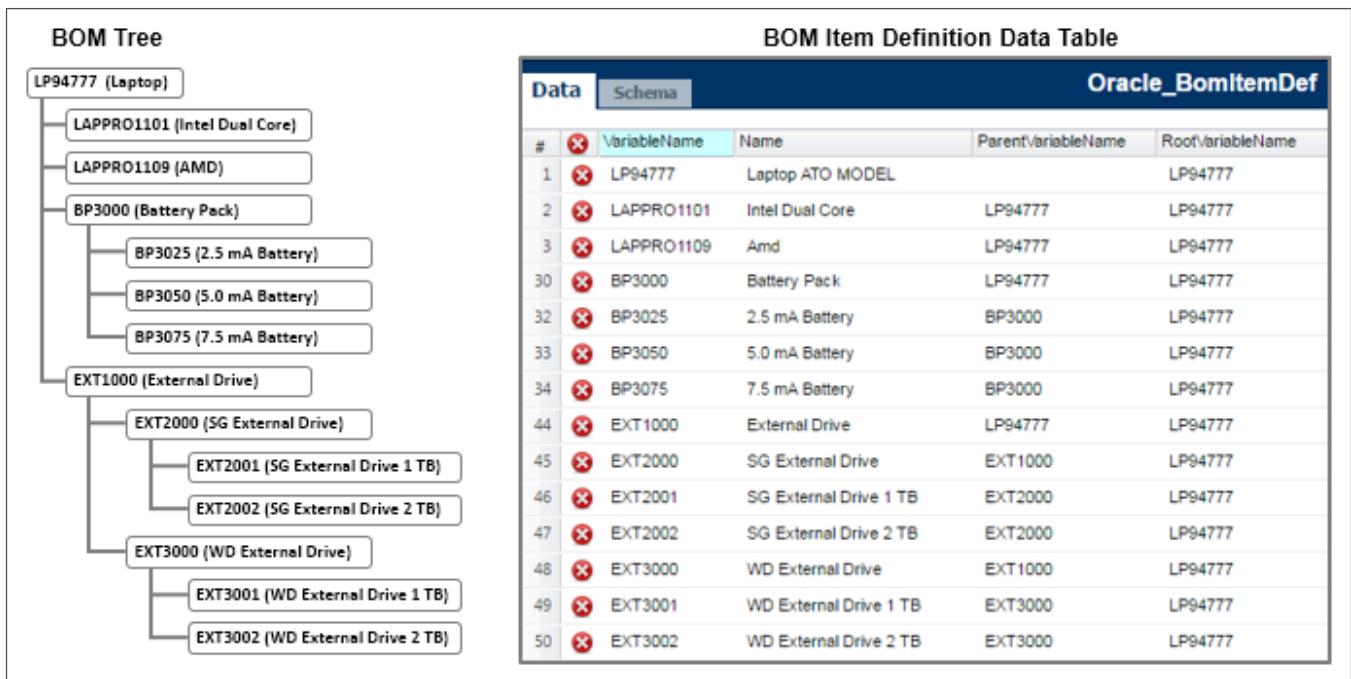 BOM Tree
LP94777 (Laptop)
LAPPRO1101 (Intel Dual Core)
LAPPRO1109 (AMD)
BP3000 (Battery Pack)
BP3025 (2.5 mA Battery)
BP3050 (5.0 mA Battery)
BP3075 (7.5 mA Battery)
EXT1000 (External Drive)
EXT2000 (SG External Drive)
EXT2001 (SG External Drive 1 TB)
EXT2002 (SG External Drive 2 TB)
EXT3000 (WD External Drive)
EXT3001 (WD External Drive 1 TB)
EXT3002 (WD External Drive 2 TB)
BOM Item Definition Data Table
Data Schema Oracle_BomItemDef
# VariableName Name ParentVariableName RootVariableName
1 LP94777 Laptop ATO MODEL LP94777
2 LAPPRO1101 Intel Dual Core LP94777 LP94777
3 LAPPRO1109 Amd LP94777 LP94777
30 BP3000 Battery Pack LP94777 LP94777
32 BP3025 2.5 mA Battery BP3000 LP94777
33 BP3050 5.0 mA Battery BP3000 LP94777
34 BP3075 7.5 mA Battery BP3000 LP94777
44 EXT1000 External Drive LP94777 LP94777
45 EXT2000 SG External Drive EXT1000 LP94777
46 EXT2001 SG External Drive 1 TB EXT2000 LP94777
47 EXT2002 SG External Drive 2 TB EXT2000 LP94777
48 EXT3000 WD External Drive EXT1000 LP94777
49 EXT3001 WD External Drive 1 TB EXT3000 LP94777
50 EXT3002 WD External Drive 2 TB EXT3000 LP94777